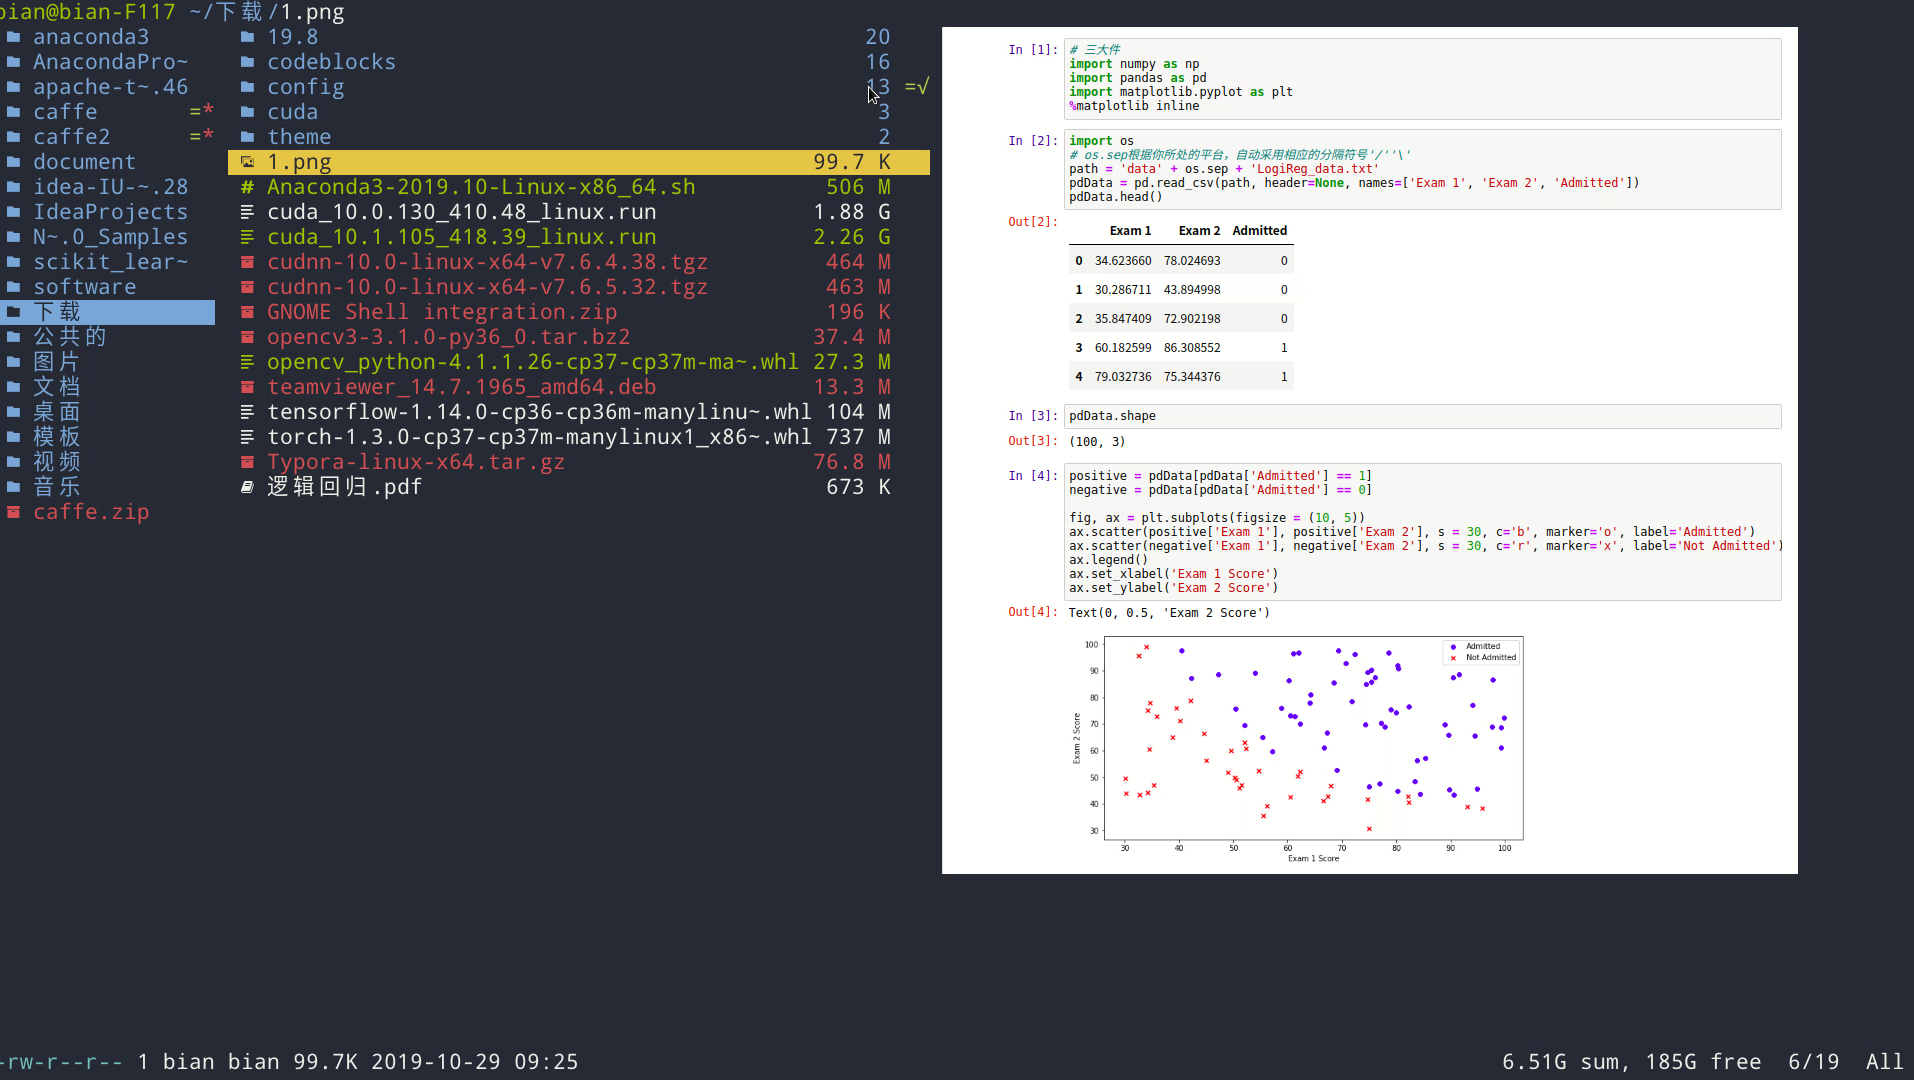 bian@bian-F117 ~/下载/1.png
anaconda3
AnacondaPro~
apache-t~.46
caffe =*
caffe2 =*
document
idea-IU-~.28
IdeaProjects
N~.0_Samples
scikit_lear~
software
下载
公共的
图片
文档
桌面
模板
视频
音乐
caffe.zip
19.8 20
codeblocks 16
config 13 =√
cuda 3
theme 2
1.png 99.7 K
# Anaconda3-2019.10-Linux-x86_64.sh 506 M
cuda_10.0.130_410.48_linux.run 1.88 G
cuda_10.1.105_418.39_linux.run 2.26 G
cudnn-10.0-linux-x64-v7.6.4.38.tgz 464 M
cudnn-10.0-linux-x64-v7.6.5.32.tgz 463 M
GNOME Shell integration.zip 196 K
opencv3-3.1.0-py36_0.tar.bz2 37.4 M
opencv_python-4.1.1.26-cp37-cp37m-ma~.whl 27.3 M
teamviewer_14.7.1965_amd64.deb 13.3 M
tensorflow-1.14.0-cp36-cp36m-manylinu~.whl 104 M
torch-1.3.0-cp37-cp37m-manylinux1_x86~.whl 737 M
Typora-linux-x64.tar.gz 76.8 M
逻辑回归.pdf 673 K
In [1]: # 三大件
import numpy as np
import pandas as pd
import matplotlib.pyplot as plt
%matplotlib inline
In [2]: import os
# os.sep根据你所处的平台，自动采用相应的分隔符号'/''\'
path = 'data' + os.sep + 'LogiReg_data.txt'
pdData = pd.read_csv(path, header=None, names=['Exam 1', 'Exam 2', 'Admitted'])
pdData.head()
Out[2]:
Exam 1 Exam 2 Admitted
0 34.623660 78.024693 0
1 30.286711 43.894998 0
2 35.847409 72.902198 0
3 60.182599 86.308552 1
4 79.032736 75.344376 1
In [3]: pdData.shape
Out[3]: (100, 3)
In [4]: positive = pdData[pdData['Admitted'] == 1]
negative = pdData[pdData['Admitted'] == 0]
fig, ax = plt.subplots(figsize = (10, 5))
ax.scatter(positive['Exam 1'], positive['Exam 2'], s = 30, c='b', marker='o', label='Admitted')
ax.scatter(negative['Exam 1'], negative['Exam 2'], s = 30, c='r', marker='x', label='Not Admitted')
ax.legend()
ax.set_xlabel('Exam 1 Score')
ax.set_ylabel('Exam 2 Score')
Out[4]: Text(0, 0.5, 'Exam 2 Score')
Admitted
Not Admitted
100
90
80
70
60
50
40
30
Exam 2 Score
30 40 50 60 70 80 90 100
Exam 1 Score
-rw-r--r-- 1 bian bian 99.7K 2019-10-29 09:25 6.51G sum, 185G free 6/19 All